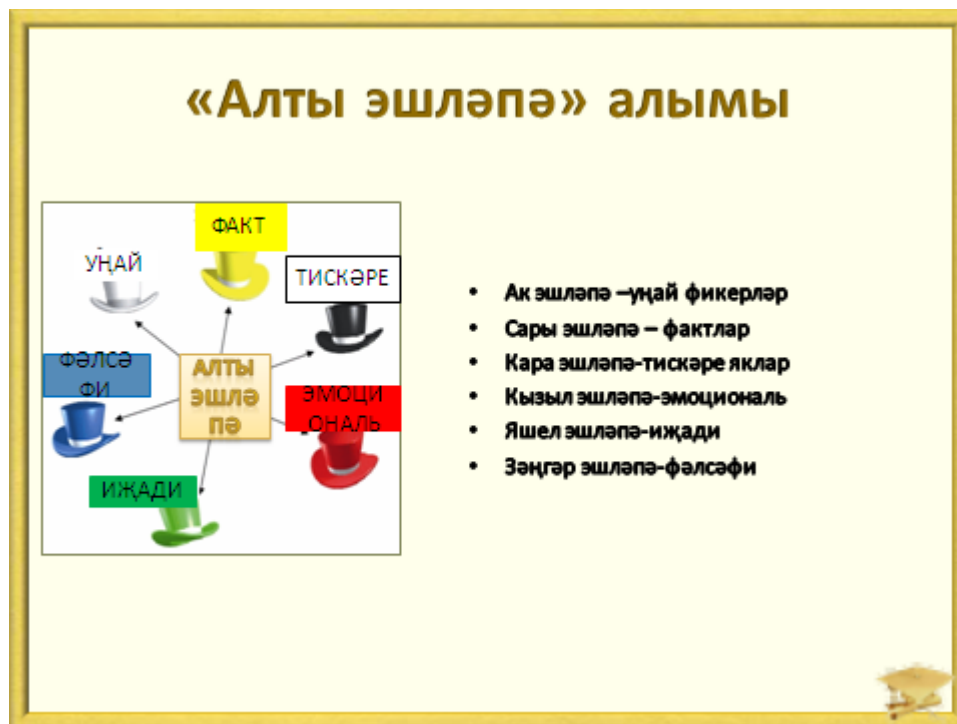 «Алты эшләпә» алымы
ФАКТ
УҢАЙ
ТИСКӘРЕ
ФӘЛСӘ
ФИ
АЛТЫ
ЭШЛӘ
ПӘ
ЭМОЦИ
ОНАЛЬ
ИҖАДИ
• Ак эшләпә –уңай фикерләр
• Сары эшләпә – фактлар
• Кара эшләпә-тискәре яклар
• Кызыл эшләпә-эмоциональ
• Яшел эшләпә-иҗади
• Зәңгәр эшләпә-фәлсәфи